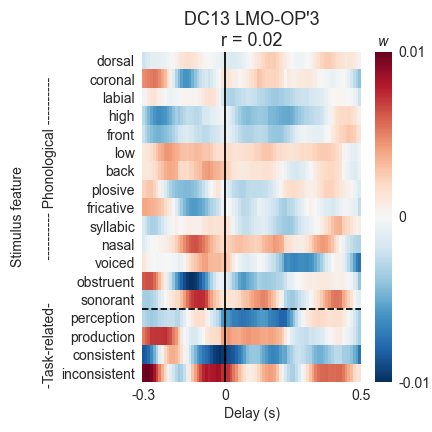 DC13 LMO-OP'3
r = 0.02
w
dorsal
coronal
labial
high
front
low
back
plosive
fricative
syllabic
nasal
voiced
obstruent
sonorant
perception
production
consistent
inconsistent
Stimulus feature
---------- Phonological ----------
-Task-related-
-0.3
0
0.5
Delay (s)
0.01
0
-0.01